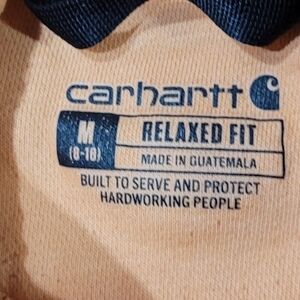 carhartt
M RELAXED FIT
(8-10) MADE IN GUATEMALA
BUILT TO SERVE AND PROTECT
HARDWORKING PEOPLE